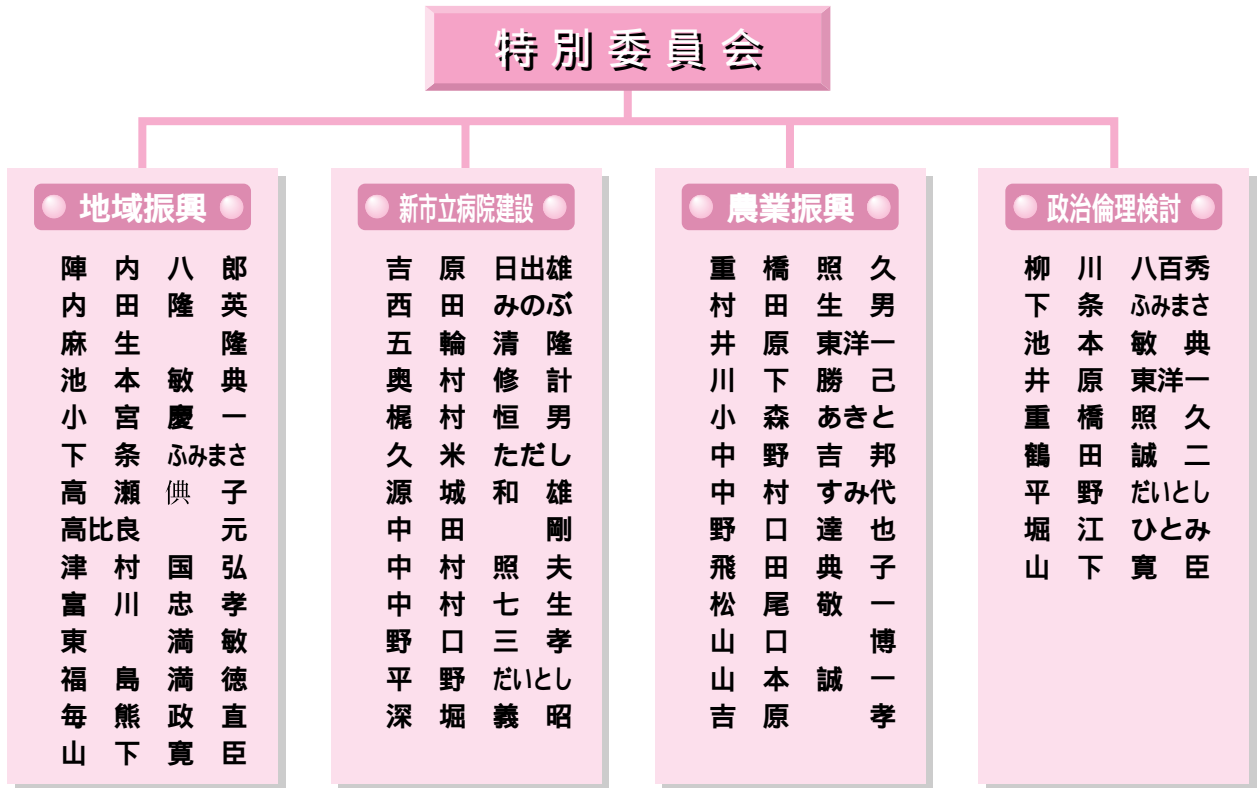 特別委員会
地域振興
陣内八郎
内田隆英
麻生隆
池本敏典
小宮慶一
下条ふみまさ
高瀬倎子
高比良元
津村国弘
富川忠孝
東満敏
福島満徳
毎熊政直
山下寛臣
新市立病院建設
吉原日出雄
西田みのぶ
五輪清隆
奥村修計
梶村恒男
久米ただし
源城和雄
中田剛
中村照夫
中村七生
野口三孝
平野だいとし
深堀義昭
農業振興
重橋照久
村田生男
井原東洋一
川下勝己
小森あきと
中野吉邦
中村すみ代
野口達也
飛田典子
松尾敬一
山口博
山本誠一
吉原孝
政治倫理検討
柳川八百秀
下条ふみまさ
池本敏典
井原東洋一
重橋照久
鶴田誠二
平野だいとし
堀江ひとみ
山下寛臣